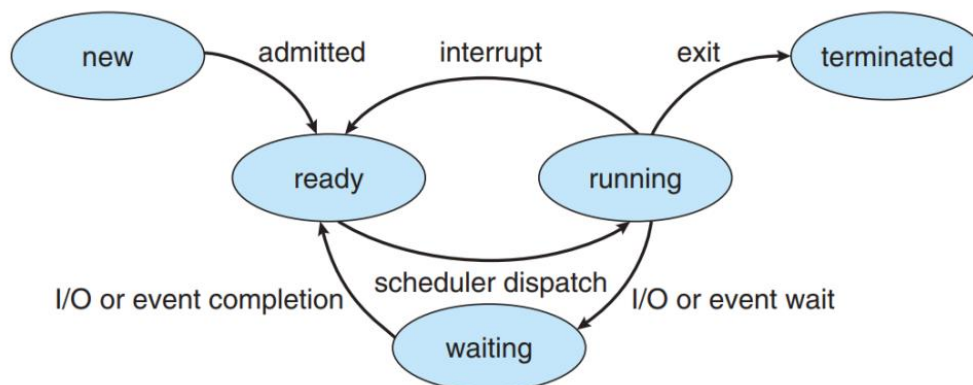 new
admitted
interrupt
exit
terminated
ready
running
scheduler dispatch
I/O or event completion
I/O or event wait
waiting